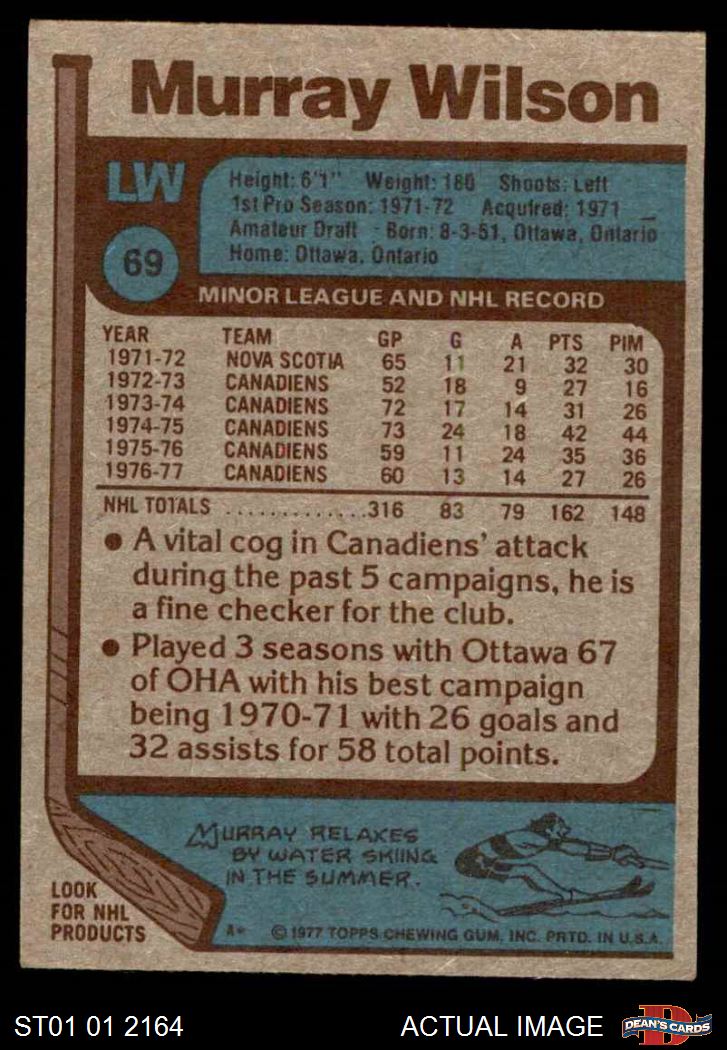 Murray Wilson
LW
69
Height: 6'1" Weight: 180 Shoots: Left
1st Pro Season: 1971-72 Acquired: 1971
Amateur Draft Born: 8-3-51, Ottawa, Ontario
Home: Ottawa, Ontario
MINOR LEAGUE AND NHL RECORD
YEAR TEAM GP G A PTS PIM
1971-72 NOVA SCOTIA 65 11 21 32 30
1972-73 CANADIENS 52 18 9 27 16
1973-74 CANADIENS 72 17 14 31 26
1974-75 CANADIENS 73 24 18 42 44
1975-76 CANADIENS 59 11 24 35 36
1976-77 CANADIENS 60 13 14 27 26
NHL TOTALS .............316 83 79 162 148
● A vital cog in Canadiens' attack
during the past 5 campaigns, he is
a fine checker for the club.
● Played 3 seasons with Ottawa 67
of OHA with his best campaign
being 1970-71 with 26 goals and
32 assists for 58 total points.
MURRAY RELAXES
BY WATER SKIING
IN THE SUMMER.
LOOK
FOR NHL
PRODUCTS
A* © 1977 TOPPS CHEWING GUM, INC. PRTD. IN U.S.A.
ST01 01 2164
ACTUAL IMAGE
D
DEAN'S CARDS